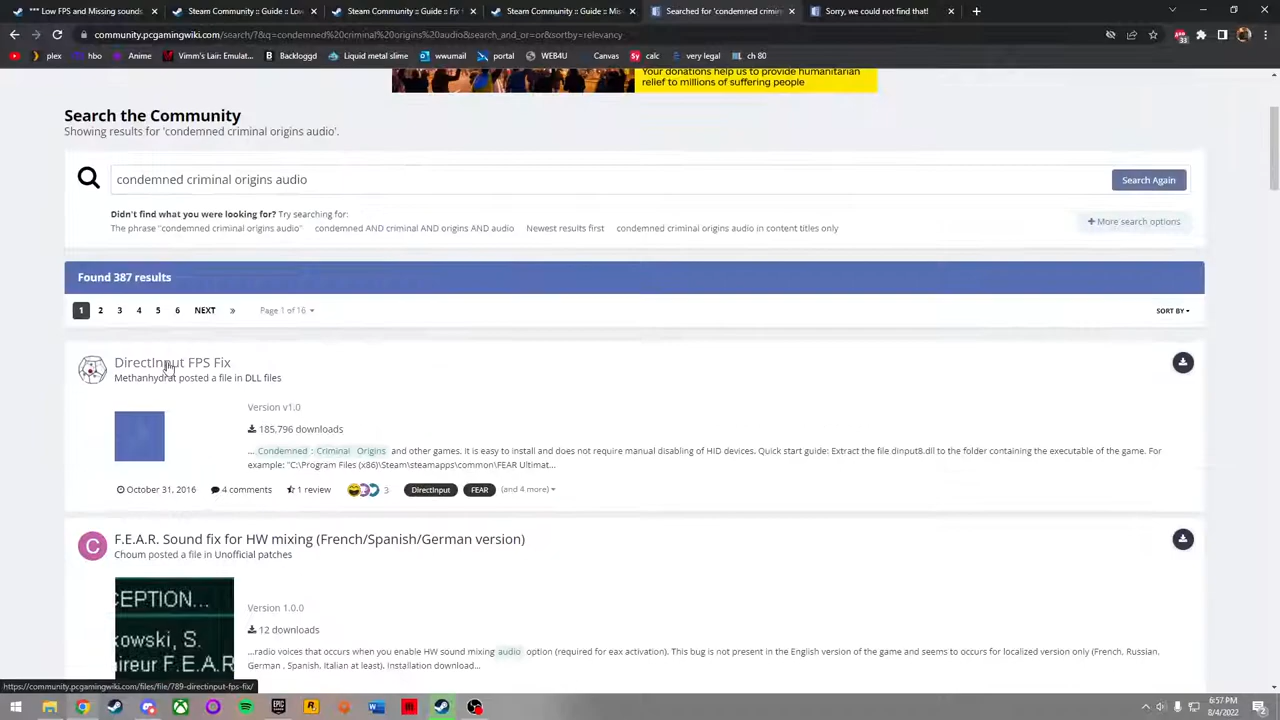 *** Low FPS and Missing Sounds
Steam Community :: Guide :: Fix
Steam Community :: Guide :: Mis
Searched for 'condemned crimin
Sorry, we could not find that!
community.pcgamingwiki.com/search/?&q=condemned%20criminal%20origins%20audio&search_and_or=or&sortby=relevancy
33
plex
hbo
Anime
Vimm's Lair: Emulat...
Backloggd
Liquid metal slime
wwumail
portal
WEB4U
Canvas
calc
very legal
ch 80
Your donations help us to provide humanitarian
relief to millions of suffering people
Search the Community
Showing results for 'condemned criminal origins audio'.
condemned criminal origins audio
Search Again
Didn't find what you were looking for? Try searching for:
+ More search options
The phrase "condemned criminal origins audio" condemned AND criminal AND origins AND audio Newest results first condemned criminal origins audio in content titles only
Found 387 results
1 2 3 4 5 6 NEXT » Page 1 of 16
SORT BY
DirectInput FPS Fix
Methanhydrat posted a file in DLL files
Version v1.0
185,796 downloads
... Condemned : Criminal Origins and other games. It is easy to install and does not require manual disabling of HID devices. Quick start guide: Extract the file dinput8.dll to the folder containing the executable of the game. For
example: "C:\Program Files (x86)\Steam\steamapps\common\FEAR Ultimat...
October 31, 2016 4 comments 1 review 3 DirectInput FEAR (and 4 more)
F.E.A.R. Sound fix for HW mixing (French/Spanish/German version)
C
Choum posted a file in Unofficial patches
CEPTION...
kowski, S.
nireur F.E.A.R
Version 1.0.0
12 downloads
...radio voices that occurs when you enable HW sound mixing audio option (required for eax activation). This bug is not present in the English version of the game and seems to occurs for localized version only (French, Russian.
German , Spanish, Italian at least). Installation download...
https://community.pcgamingwiki.com/files/file/789-directinput-fps-fix/
6:57 PM
8/4/2022